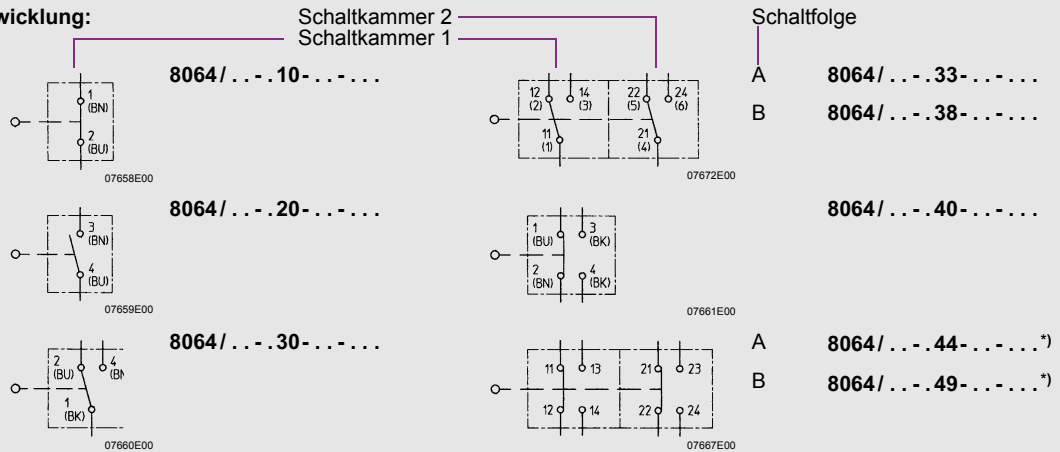 wicklung:
Schaltkammer 2
Schaltkammer 1
Schaltfolge
1
(BN)
2
(BU)
07658E00
8064/ . . - . 10 - . . - . . .
12 14 22 24
(2) (3) (5) (6)
11 21
(1) (4)
07672E00
A 8064/ . . - . 33 - . . - . . .
B 8064/ . . - . 38 - . . - . . .
3
(BN)
4
(BU)
07659E00
8064/ . . - . 20 - . . - . . .
1 3
(BU) (BK)
2 4
(BN) (BK)
07661E00
8064/ . . - . 40 - . . - . . .
2 4
(BU)
1
(BK)
07660E00
8064/ . . - . 30 - . . - . . .
11 13 21 23
12 14 22 24
07667E00
A 8064/ . . - . 44 - . . - . . . *)
B 8064/ . . - . 49 - . . - . . . *)